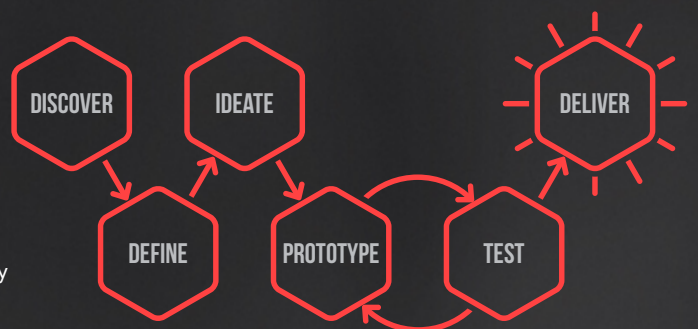 DISCOVER
IDEATE
DELIVER
DEFINE
PROTOTYPE
TEST